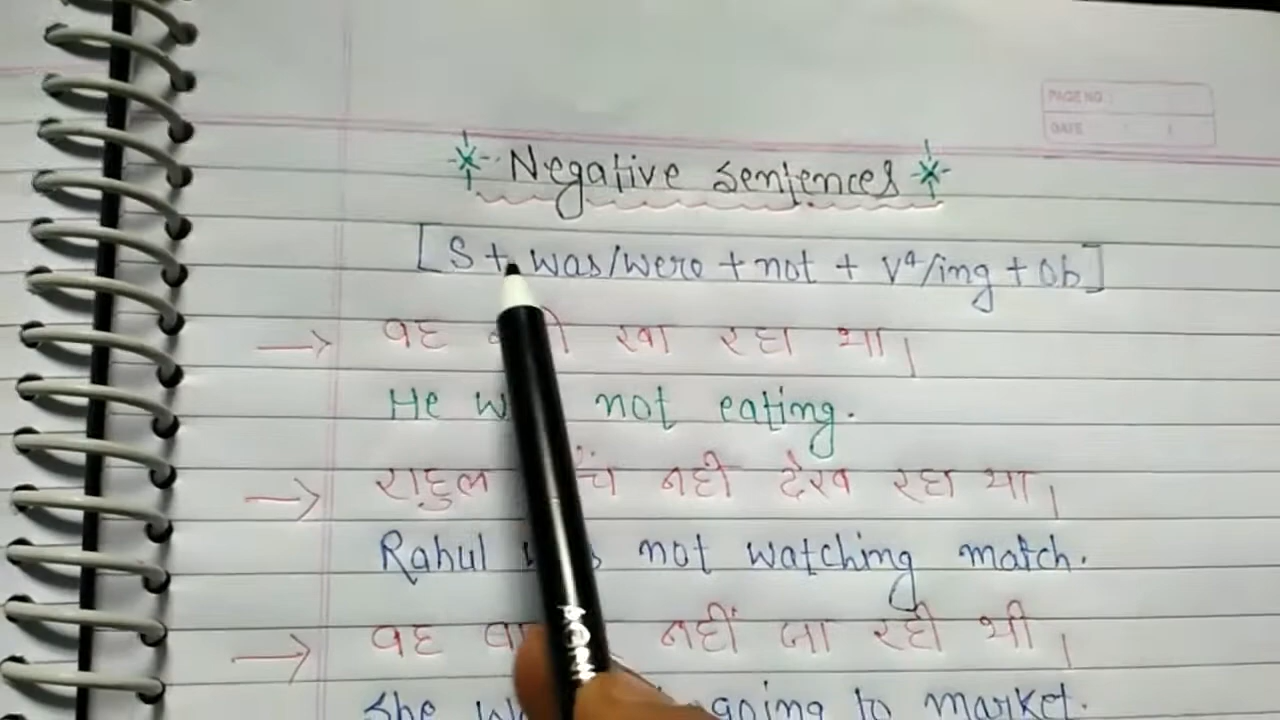 PAGE NO.:
DATE
Negative Sentences
[S + was/were + not + V⁴/ing + Ob]
→ वह खा रहा था।
He not eating.
→ राहुल नही देख रहा था।
Rahul not watching match.
→ वह नहीं जा रही थी।
She going to market.